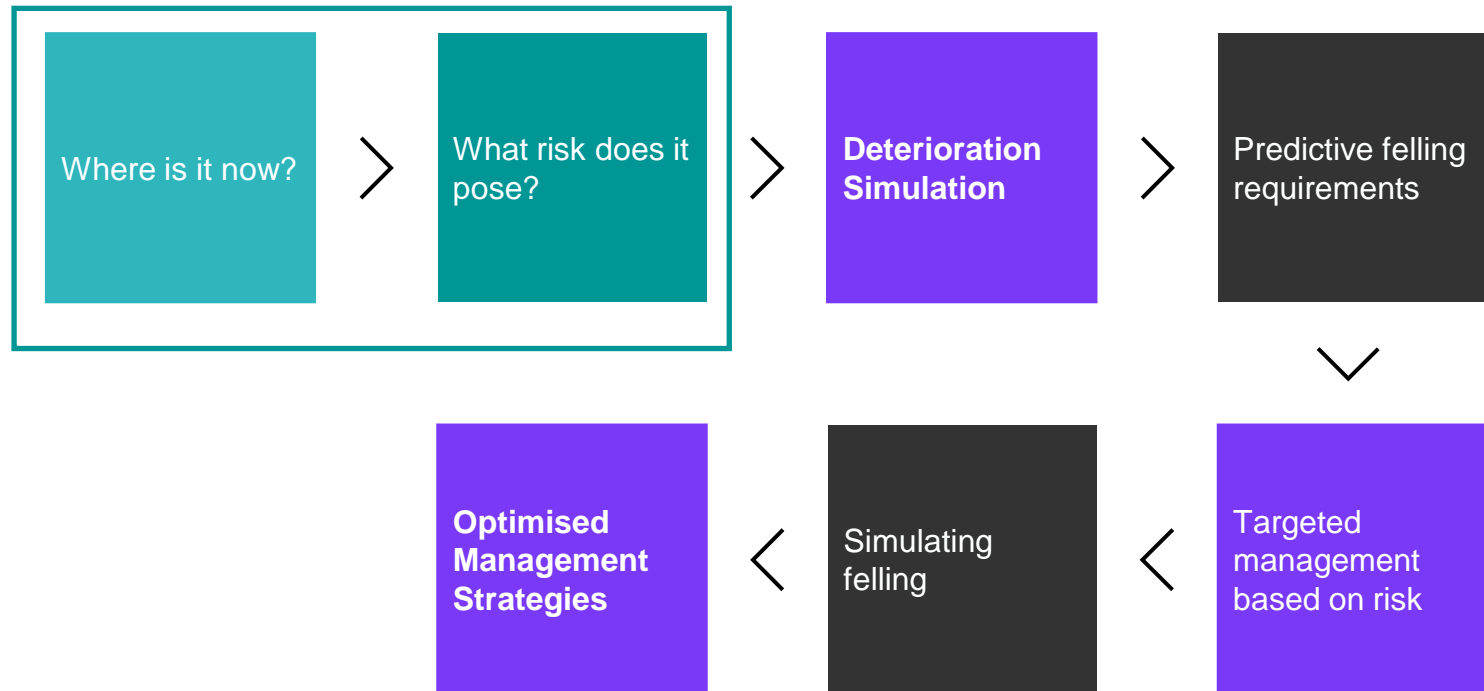 Where is it now?
What risk does it
pose?
Deterioration
Simulation
Predictive felling
requirements
Targeted
management
based on risk
Simulating
felling
Optimised
Management
Strategies